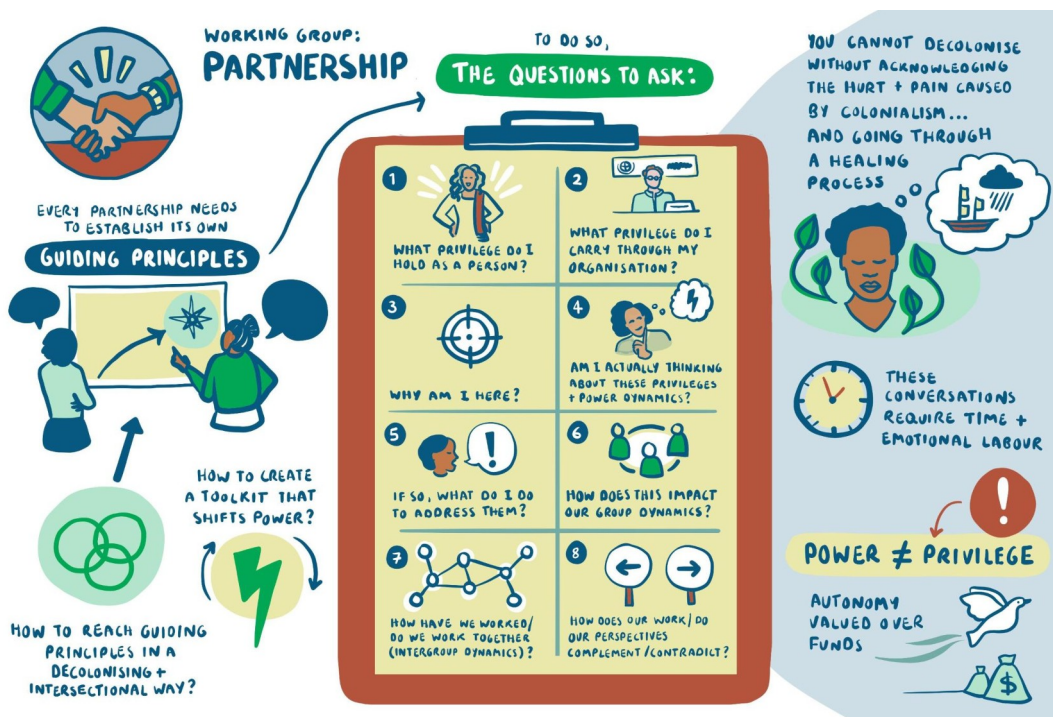 WORKING GROUP:
PARTNERSHIP
EVERY PARTNERSHIP NEEDS
TO ESTABLISH ITS OWN
GUIDING PRINCIPLES
HOW TO CREATE
A TOOLKIT THAT
SHIFTS POWER?
HOW TO REACH GUIDING
PRINCIPLES IN A
DECOLONISING +
INTERSECTIONAL WAY?
TO DO SO,
THE QUESTIONS TO ASK:
1
WHAT PRIVILEGE DO I
HOLD AS A PERSON?
2
WHAT PRIVILEGE DO I
CARRY THROUGH MY
ORGANISATION?
3
WHY AM I HERE?
4
AM I ACTUALLY THINKING
ABOUT THESE PRIVILEGES
+ POWER DYNAMICS?
5
!
IF SO, WHAT DO I DO
TO ADDRESS THEM?
6
HOW DOES THIS IMPACT
OUR GROUP DYNAMICS?
7
HOW HAVE WE WORKED/
DO WE WORK TOGETHER
(INTERGROUP DYNAMICS)?
8
HOW DOES OUR WORK/DO
OUR PERSPECTIVES
COMPLEMENT/CONTRADICT?
YOU CANNOT DECOLONISE
WITHOUT ACKNOWLEDGING
THE HURT + PAIN CAUSED
BY COLONIALISM...
AND GOING THROUGH
A HEALING
PROCESS
THESE
CONVERSATIONS
REQUIRE TIME +
EMOTIONAL LABOUR
!
POWER ≠ PRIVILEGE
AUTONOMY
VALUED OVER
FUNDS
$